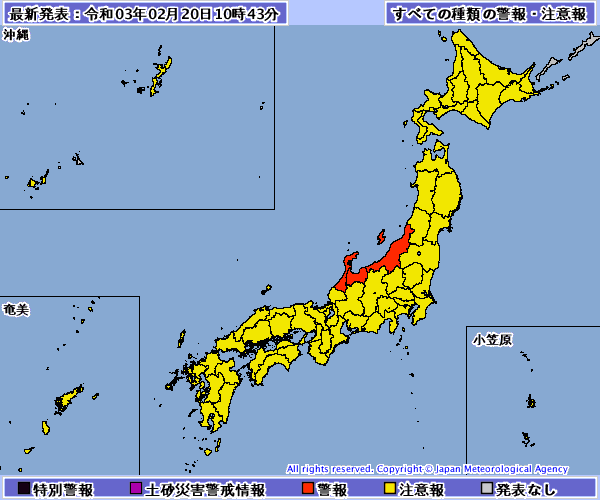 最新発表：令和03年02月20日10時43分
すべての種類の警報・注意報
沖縄
奄美
小笠原
All rights reserved. Copyright © Japan Meteorological Agency
特別警報 土砂災害警戒情報 警報 注意報 発表なし